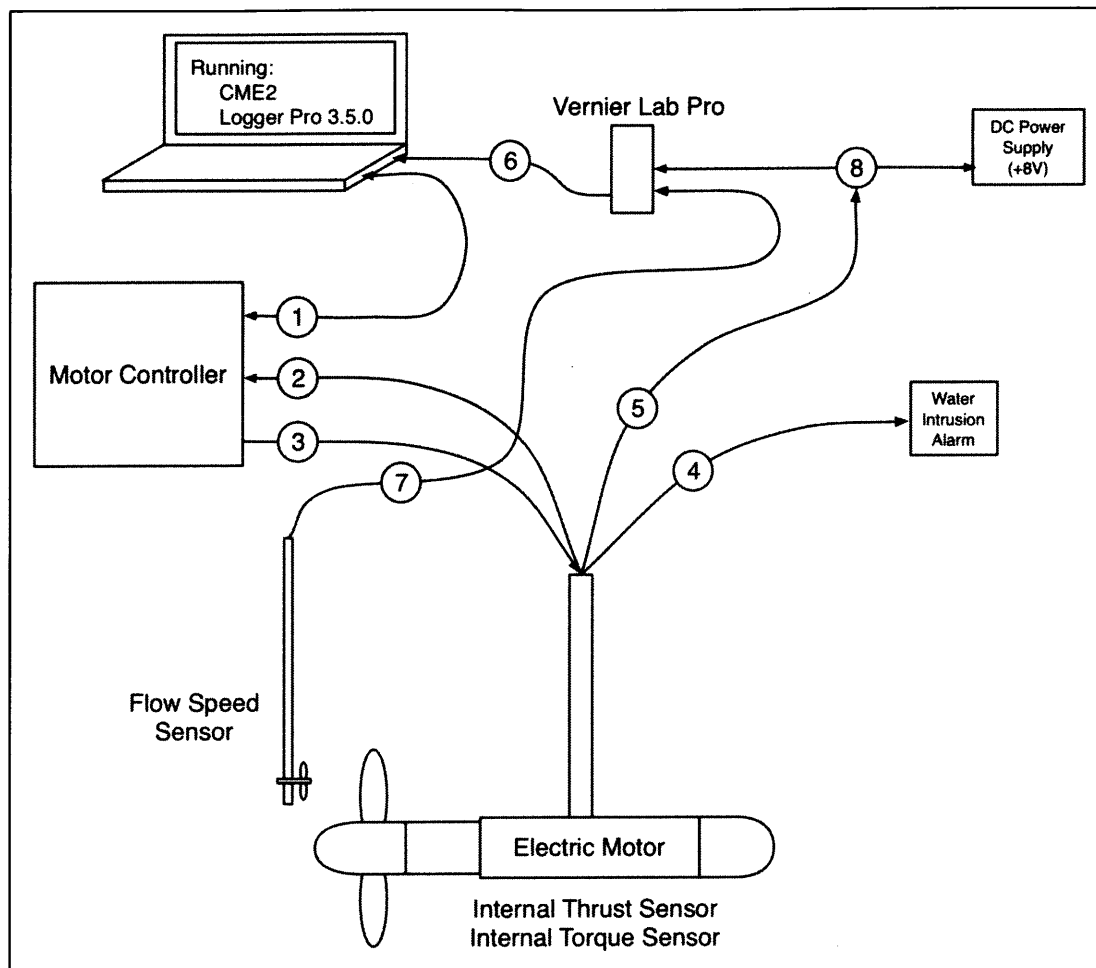 Running:
CME2
Logger Pro 3.5.0
Vernier Lab Pro
DC Power
Supply
(+8V)
6
8
1
Motor Controller
2
3
5
Water
Intrusion
Alarm
4
7
Flow Speed
Sensor
Electric Motor
Internal Thrust Sensor
Internal Torque Sensor